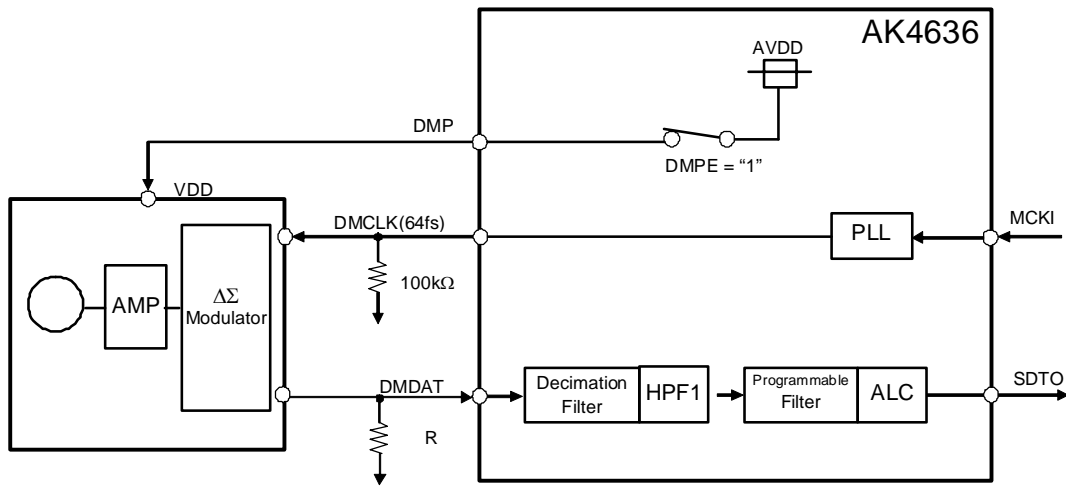 AK4636
AVDD
DMP
DMPE = “1”
VDD
DMCLK(64fs)
PLL
MCKI
100kΩ
AMP
ΔΣ
Modulator
DMDAT
Decimation
Filter
HPF1
Programmable
Filter
ALC
SDTO
R